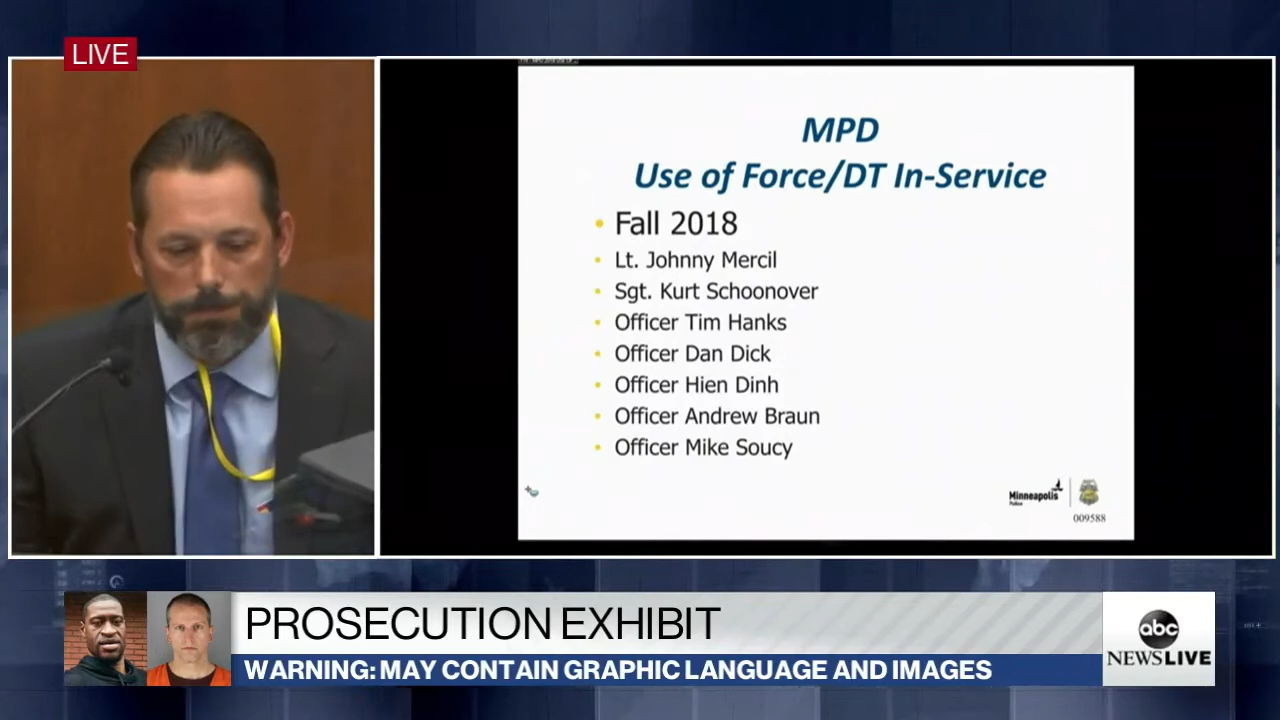 LIVE
MPD
Use of Force/DT In-Service
• Fall 2018
• Lt. Johnny Mercil
• Sgt. Kurt Schoonover
• Officer Tim Hanks
• Officer Dan Dick
• Officer Hien Dinh
• Officer Andrew Braun
• Officer Mike Soucy
Minneapolis
Police
009588
PROSECUTION EXHIBIT
WARNING: MAY CONTAIN GRAPHIC LANGUAGE AND IMAGES
abc
NEWSLIVE